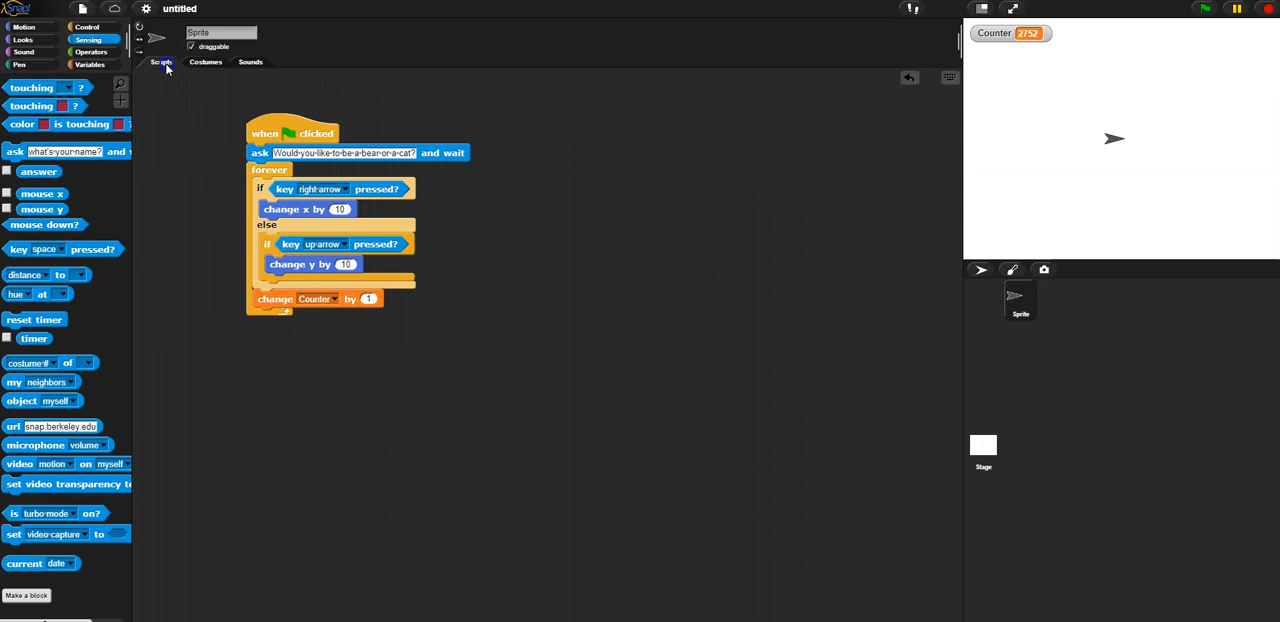 Snap!
untitled
Motion
Control
Looks
Sensing
Sound
Operators
Pen
Variables
Sprite
draggable
Scripts
Costumes
Sounds
touching ?
touching ?
color is touching ?
ask what's·your·name? and
answer
mouse x
mouse y
mouse down?
key space pressed?
distance to
hue at
reset timer
timer
costume·# of
my neighbors
object myself
url snap.berkeley.edu
microphone volume
video motion on myself
set video transparency to
is turbo·mode on?
set video·capture to
current date
Make a block
when clicked
ask Would·you·like·to·be·a·bear·or·a·cat? and wait
forever
if key right·arrow pressed?
change x by 10
else
if key up·arrow pressed?
change y by 10
change Counter by 1
Counter 2752
Sprite
Stage